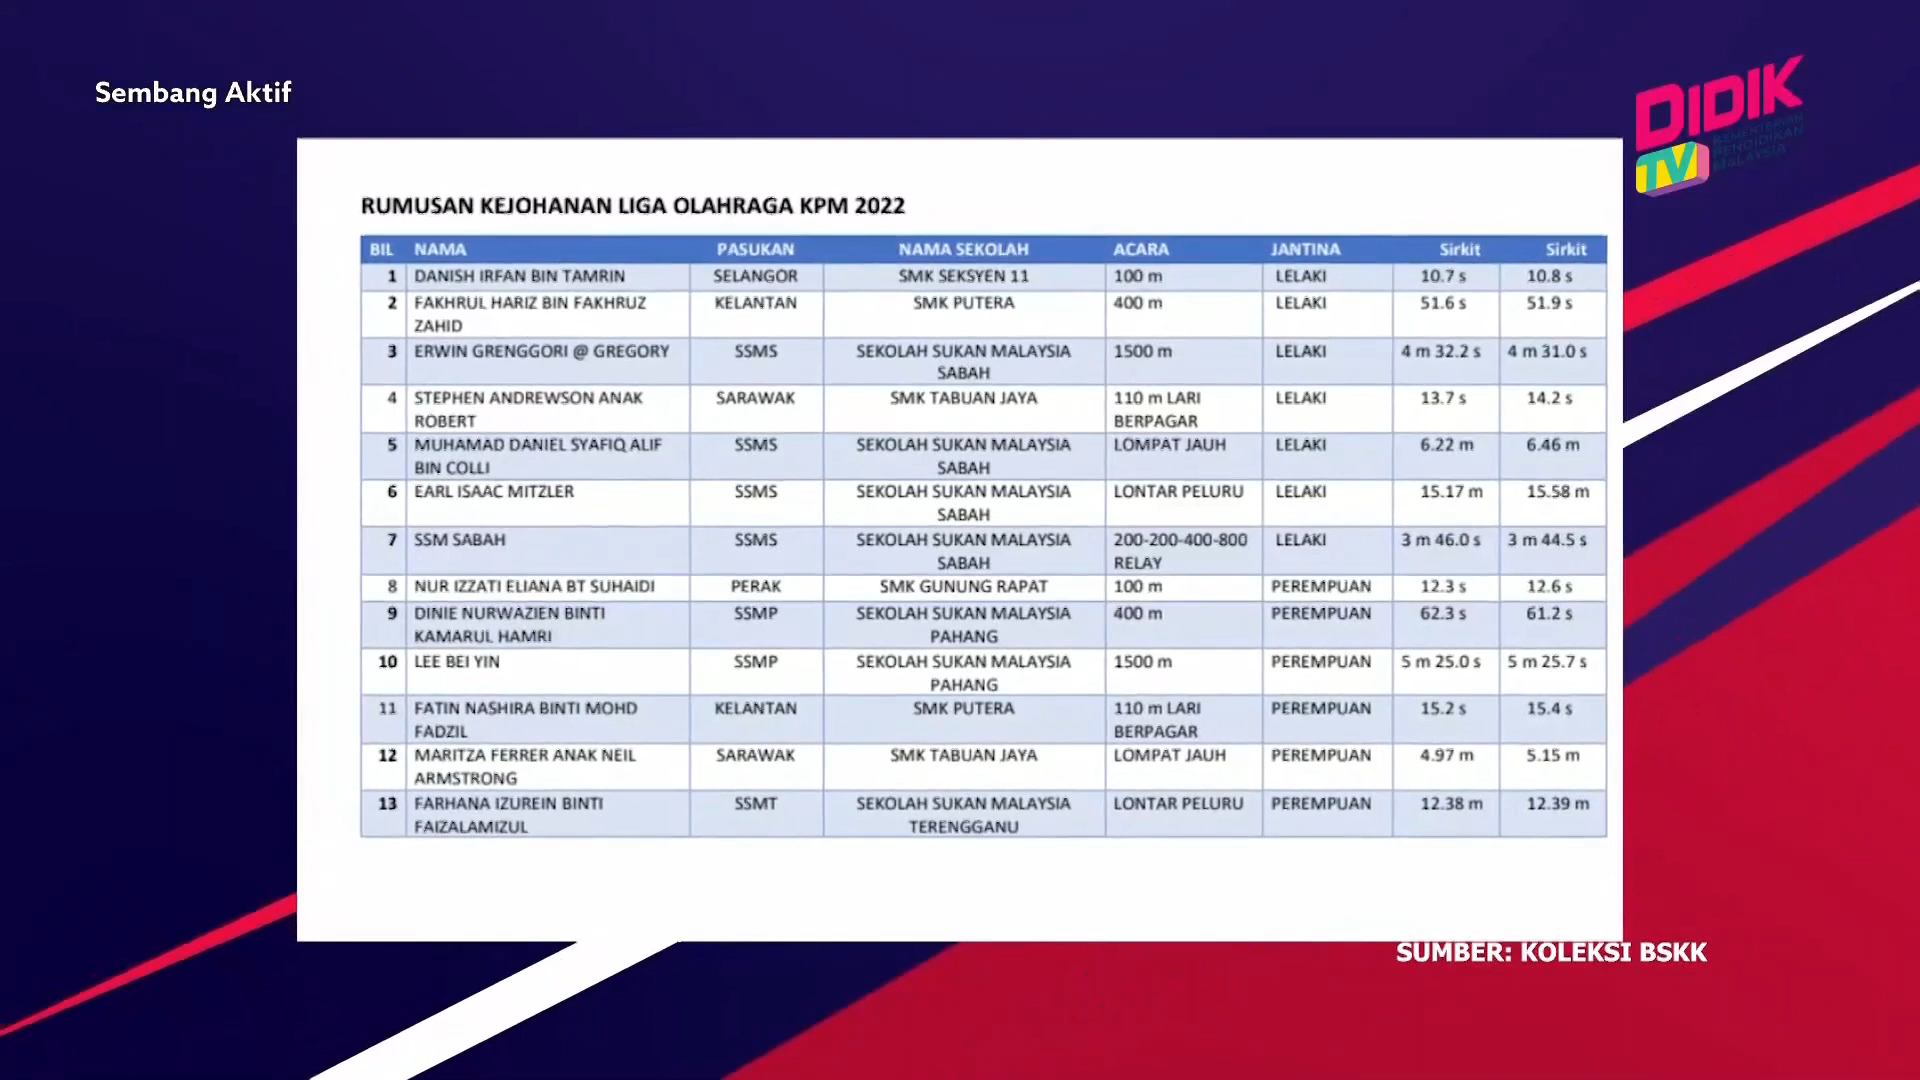 Sembang Aktif
DIDIK
TV
KEMENTERIAN
PENDIDIKAN
MALAYSIA
RUMUSAN KEJOHANAN LIGA OLAHRAGA KPM 2022
BIL NAMA PASUKAN NAMA SEKOLAH ACARA JANTINA Sirkit Sirkit
1 DANISH IRFAN BIN TAMRIN SELANGOR SMK SEKSYEN 11 100 m LELAKI 10.7 s 10.8 s
2 FAKHRUL HARIZ BIN FAKHRUZ KELANTAN SMK PUTERA 400 m LELAKI 51.6 s 51.9 s
ZAHID
3 ERWIN GRENGGORI @ GREGORY SSMS SEKOLAH SUKAN MALAYSIA 1500 m LELAKI 4 m 32.2 s 4 m 31.0 s
SABAH
4 STEPHEN ANDREWSON ANAK SARAWAK SMK TABUAN JAYA 110 m LARI LELAKI 13.7 s 14.2 s
ROBERT BERPAGAR
5 MUHAMAD DANIEL SYAFIQ ALIF SSMS SEKOLAH SUKAN MALAYSIA LOMPAT JAUH LELAKI 6.22 m 6.46 m
BIN COLLI SABAH
6 EARL ISAAC MITZLER SSMS SEKOLAH SUKAN MALAYSIA LONTAR PELURU LELAKI 15.17 m 15.58 m
SABAH
7 SSM SABAH SSMS SEKOLAH SUKAN MALAYSIA 200-200-400-800 LELAKI 3 m 46.0 s 3 m 44.5 s
SABAH RELAY
8 NUR IZZATI ELIANA BT SUHAIDI PERAK SMK GUNUNG RAPAT 100 m PEREMPUAN 12.3 s 12.6 s
9 DINIE NURWAZIEN BINTI SSMP SEKOLAH SUKAN MALAYSIA 400 m PEREMPUAN 62.3 s 61.2 s
KAMARUL HAMRI PAHANG
10 LEE BEI YIN SSMP SEKOLAH SUKAN MALAYSIA 1500 m PEREMPUAN 5 m 25.0 s 5 m 25.7 s
PAHANG
11 FATIN NASHIRA BINTI MOHD KELANTAN SMK PUTERA 110 m LARI PEREMPUAN 15.2 s 15.4 s
FADZIL BERPAGAR
12 MARITZA FERRER ANAK NEIL SARAWAK SMK TABUAN JAYA LOMPAT JAUH PEREMPUAN 4.97 m 5.15 m
ARMSTRONG
13 FARHANA IZUREIN BINTI SSMT SEKOLAH SUKAN MALAYSIA LONTAR PELURU PEREMPUAN 12.38 m 12.39 m
FAIZALAMIZUL TERENGGANU
SUMBER: KOLEKSI BSKK